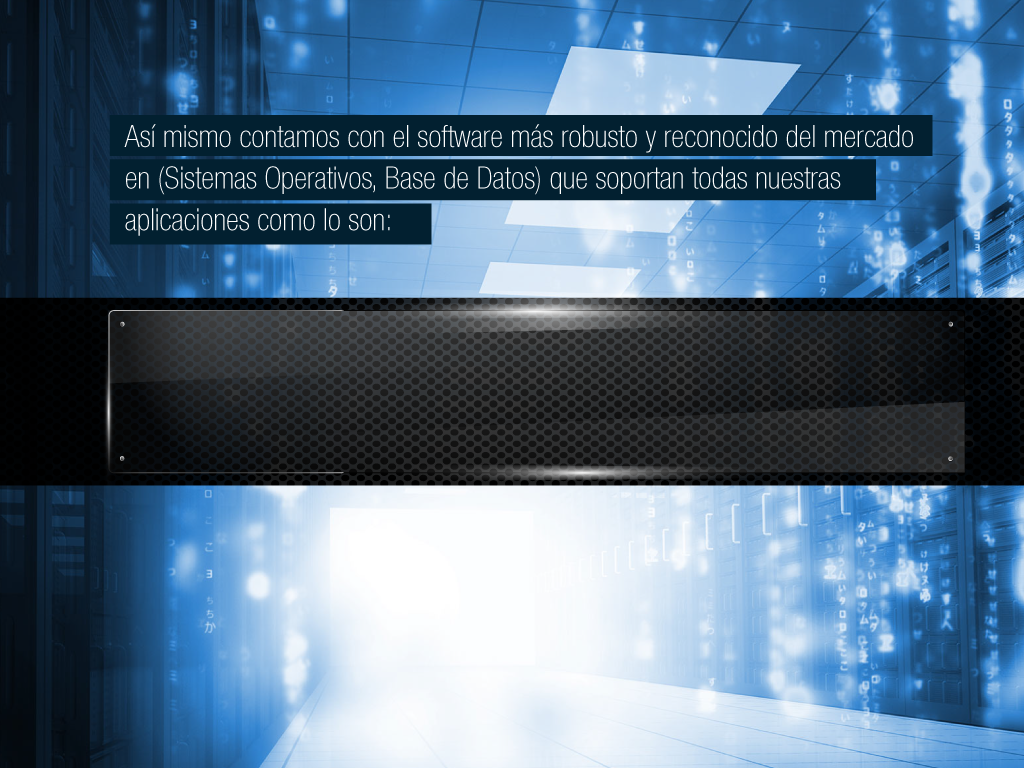 Así mismo contamos con el software más robusto y reconocido del mercado
en (Sistemas Operativos, Base de Datos) que soportan todas nuestras
aplicaciones como lo son: